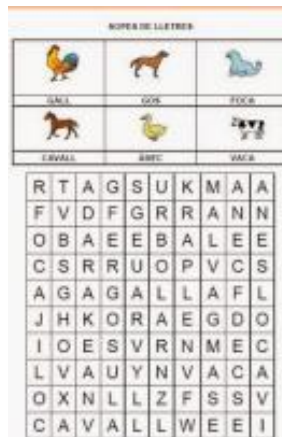 SOPES DE LLETRES
GALL GOS FOCA
CAVALL ÀNEC VACA
R T A G S U K M A A
F V D F G R R A N N
O B A E E B A L E E
C S R R U O P V C S
A G A G A L L A F L
J H K O R A E G D O
I O E S V R N M E C
L V A U Y N V A C A
O X N L L Z F S S V
C A V A L L W E E I